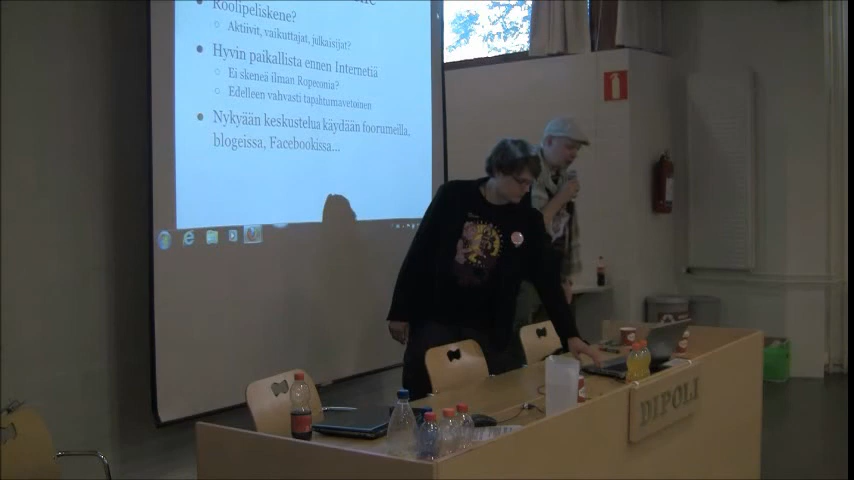 Roolipeliskene?
Aktiivit, vaikuttajat, julkaisijat?
Hyvin paikallista ennen Internetiä
Ei skeneä ilman Ropeconia?
Edelleen vahvasti tapahtumavetoinen
Nykyään keskustelua käydään foorumeilla,
blogeissa, Facebookissa...
DIPOLI